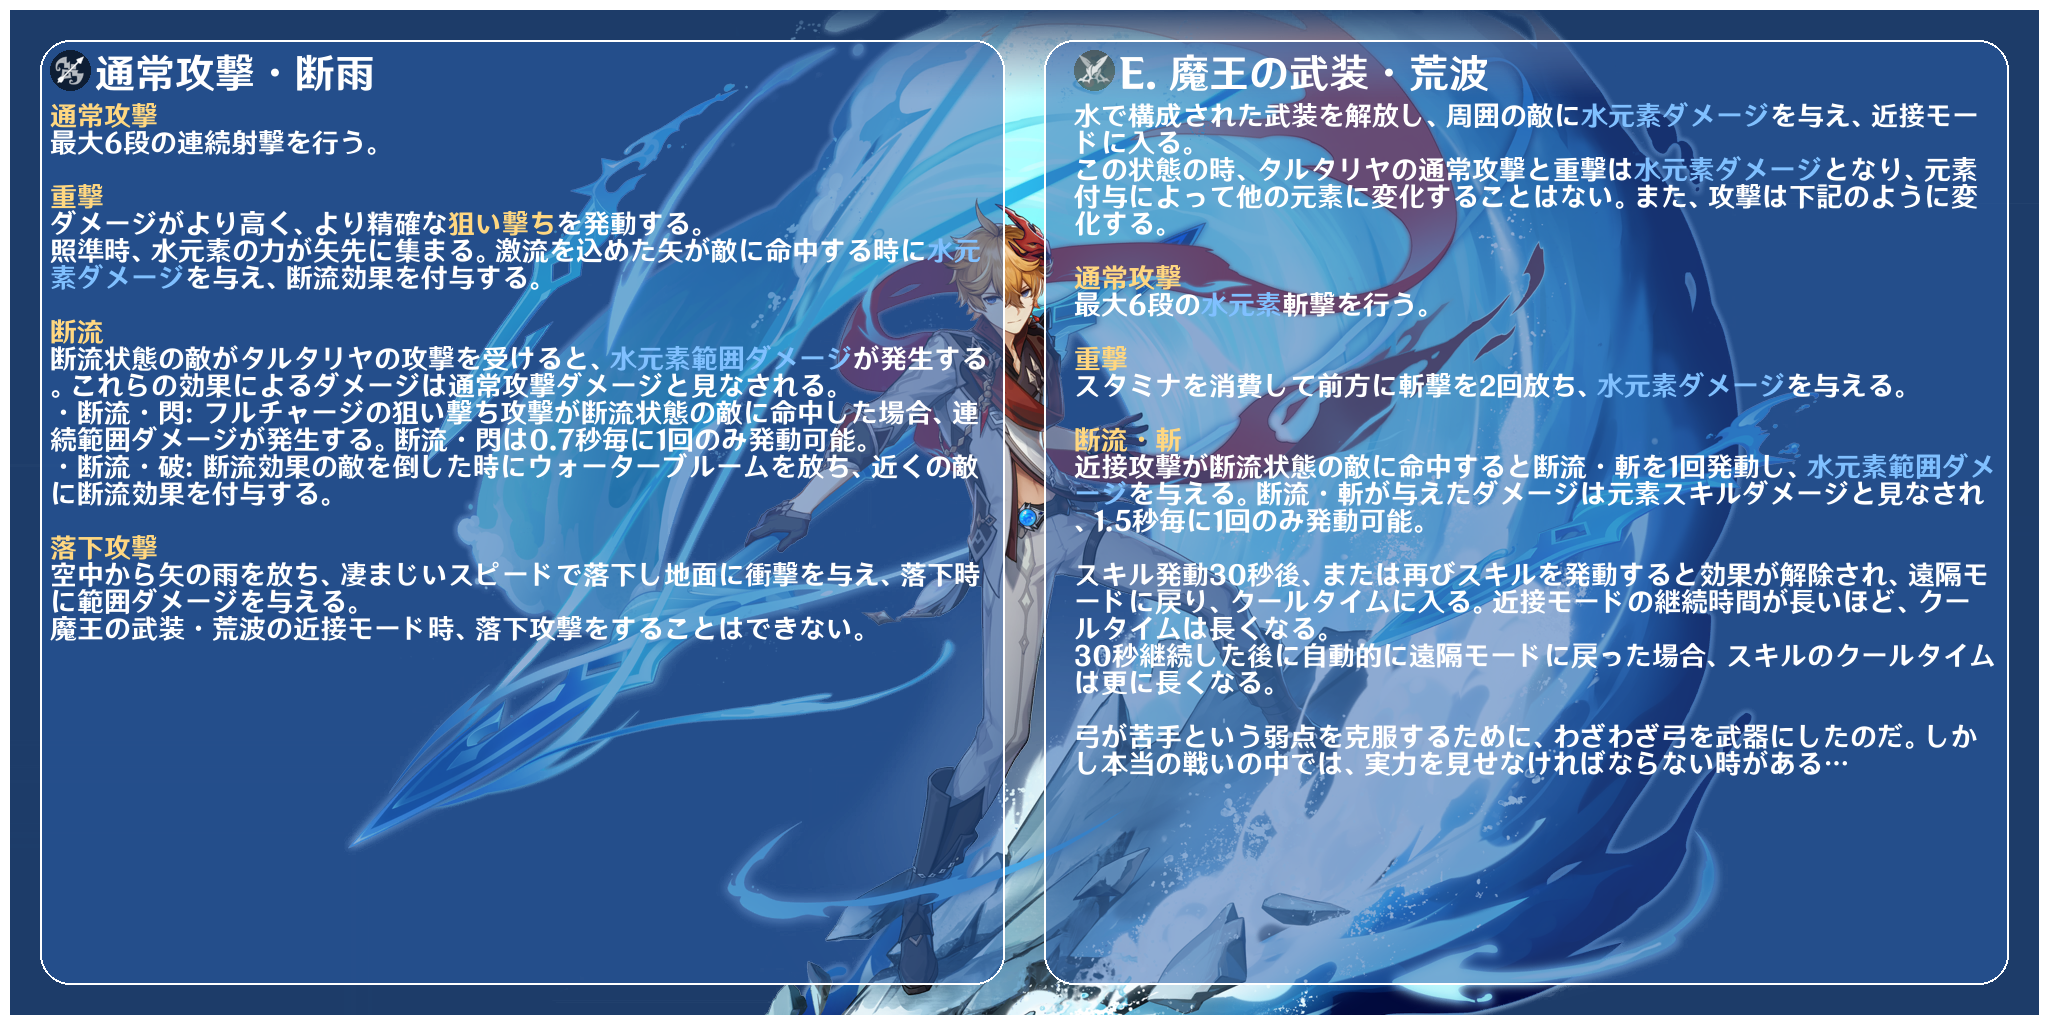 通常攻撃・断雨
通常攻撃
最大6段の連続射撃を行う。
重撃
ダメージがより高く、より精確な狙い撃ちを発動する。
照準時、水元素の力が矢先に集まる。激流を込めた矢が敵に命中する時に水元
素ダメージを与え、断流効果を付与する。
断流
断流状態の敵がタルタリヤの攻撃を受けると、水元素範囲ダメージが発生する
。これらの効果によるダメージは通常攻撃ダメージと見なされる。
・断流・閃: フルチャージの狙い撃ち攻撃が断流状態の敵に命中した場合、連
続範囲ダメージが発生する。断流・閃は0.7秒毎に1回のみ発動可能。
・断流・破: 断流効果の敵を倒した時にウォーターブルームを放ち、近くの敵
に断流効果を付与する。
落下攻撃
空中から矢の雨を放ち、凄まじいスピードで落下し地面に衝撃を与え、落下時
に範囲ダメージを与える。
魔王の武装・荒波の近接モード時、落下攻撃をすることはできない。
E. 魔王の武装・荒波
水で構成された武装を解放し、周囲の敵に水元素ダメージを与え、近接モー
ドに入る。
この状態の時、タルタリヤの通常攻撃と重撃は水元素ダメージとなり、元素
付与によって他の元素に変化することはない。また、攻撃は下記のように変
化する。
通常攻撃
最大6段の水元素斬撃を行う。
重撃
スタミナを消費して前方に斬撃を2回放ち、水元素ダメージを与える。
断流・斬
近接攻撃が断流状態の敵に命中すると断流・斬を1回発動し、水元素範囲ダメ
ージを与える。断流・斬が与えたダメージは元素スキルダメージと見なされ
、1.5秒毎に1回のみ発動可能。
スキル発動30秒後、または再びスキルを発動すると効果が解除され、遠隔モ
ードに戻り、クールタイムに入る。近接モードの継続時間が長いほど、クー
ルタイムは長くなる。
30秒継続した後に自動的に遠隔モードに戻った場合、スキルのクールタイム
は更に長くなる。
弓が苦手という弱点を克服するために、わざわざ弓を武器にしたのだ。しか
し本当の戦いの中では、実力を見せなければならない時がある…